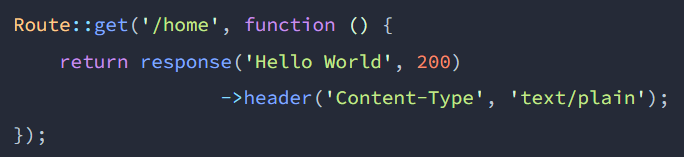 Route::get('/home', function () {
    return response('Hello World', 200)
                  ->header('Content-Type', 'text/plain');
});